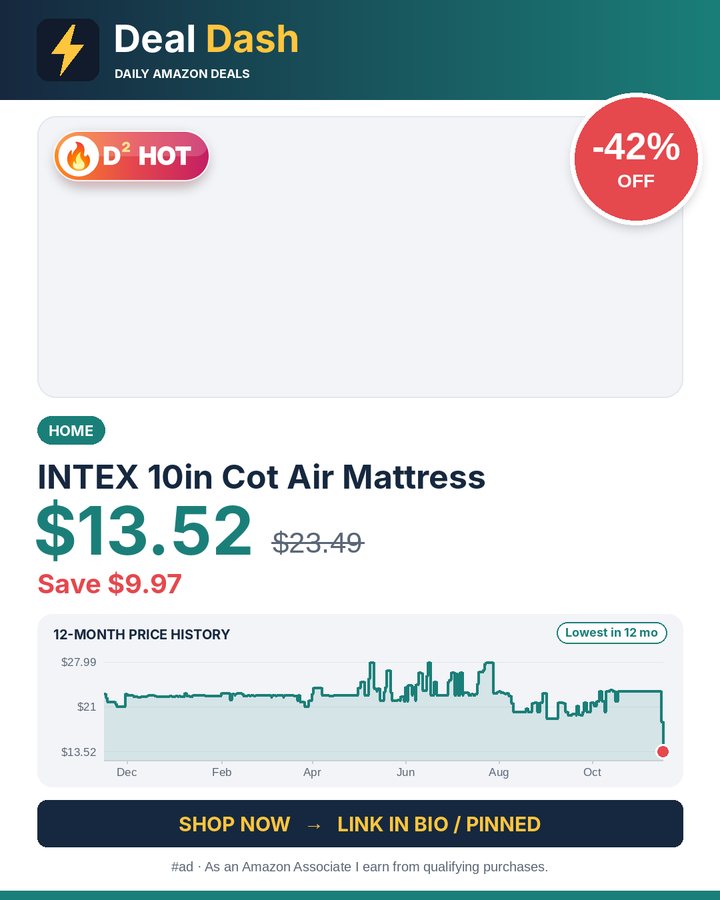 Deal Dash
DAILY AMAZON DEALS
-42%
OFF
D² HOT
HOME
INTEX 10in Cot Air Mattress
$13.52 $23.49
Save $9.97
12-MONTH PRICE HISTORY
Lowest in 12 mo
$27.99
$21
$13.52
Dec Feb Apr Jun Aug Oct
SHOP NOW → LINK IN BIO / PINNED
#ad · As an Amazon Associate I earn from qualifying purchases.